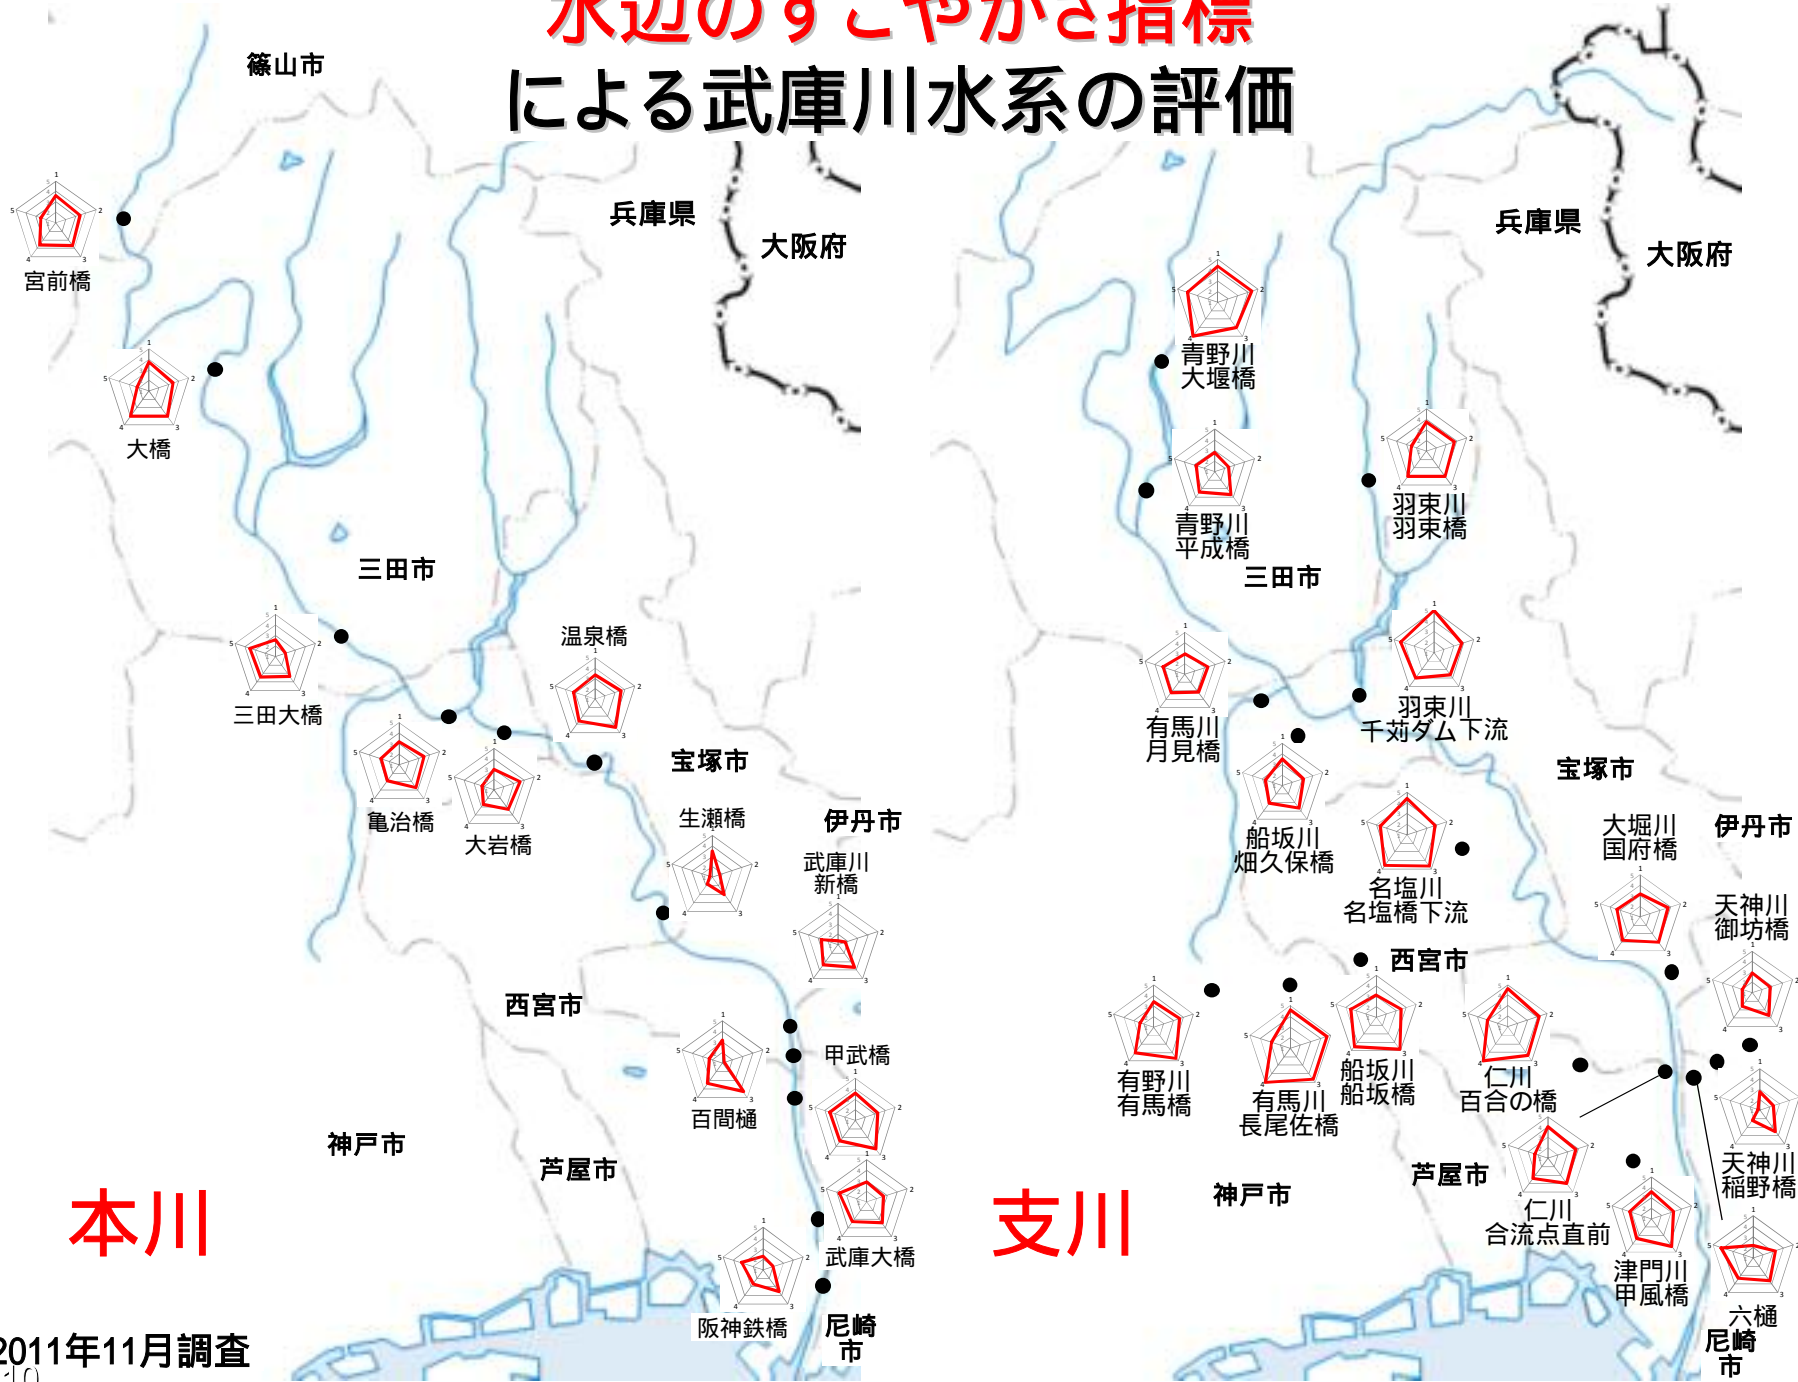 水辺のすこやかさ指標
による武庫川水系の評価
篠山市
兵庫県
大阪府
宮前橋
大橋
三田市
温泉橋
三田大橋
亀治橋
大岩橋
宝塚市
生瀬橋
伊丹市
武庫川
新橋
西宮市
甲武橋
百間樋
神戸市
芦屋市
武庫大橋
阪神鉄橋
尼崎
市
本川
2011年11月調査
兵庫県
大阪府
青野川
大堰橋
羽束川
羽束橋
青野川
平成橋
三田市
有馬川
月見橋
羽束川
千苅ダム下流
宝塚市
船坂川
畑久保橋
名塩川
名塩橋下流
大堀川
国府橋
伊丹市
天神川
御坊橋
西宮市
有野川
有馬橋
有馬川
長尾佐橋
船坂川
船坂橋
仁川
百合の橋
天神川
稲野橋
芦屋市
神戸市
仁川
合流点直前
津門川
甲風橋
六樋
尼崎
市
支川